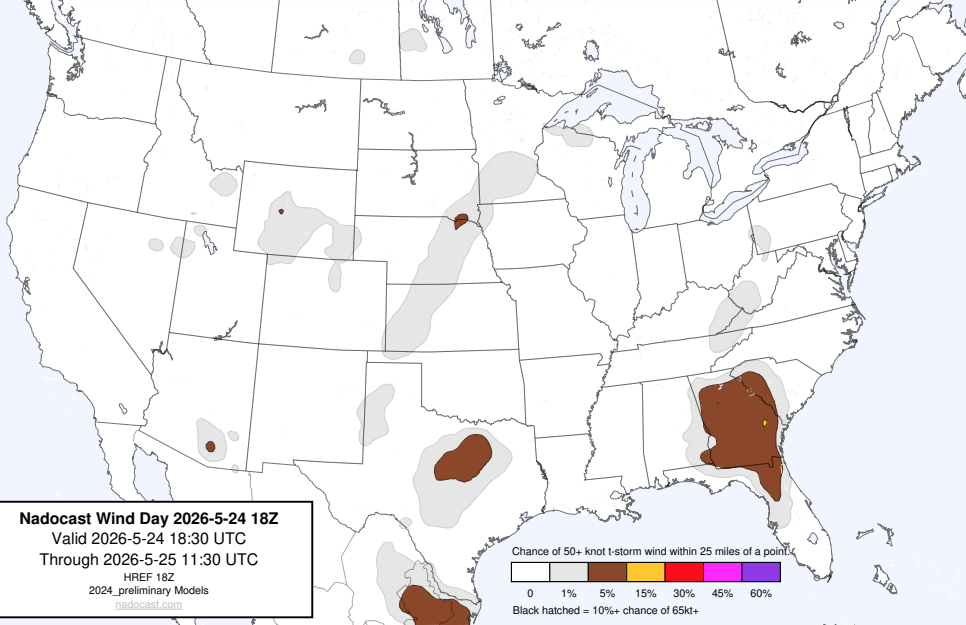 Nadocast Wind Day 2026-5-24 18Z
Valid 2026-5-24 18:30 UTC
Through 2026-5-25 11:30 UTC
HREF 18Z
2024_preliminary Models
nadocast.com
Chance of 50+ knot t-storm wind within 25 miles of a point.
0 1% 5% 15% 30% 45% 60%
Black hatched = 10%+ chance of 65kt+